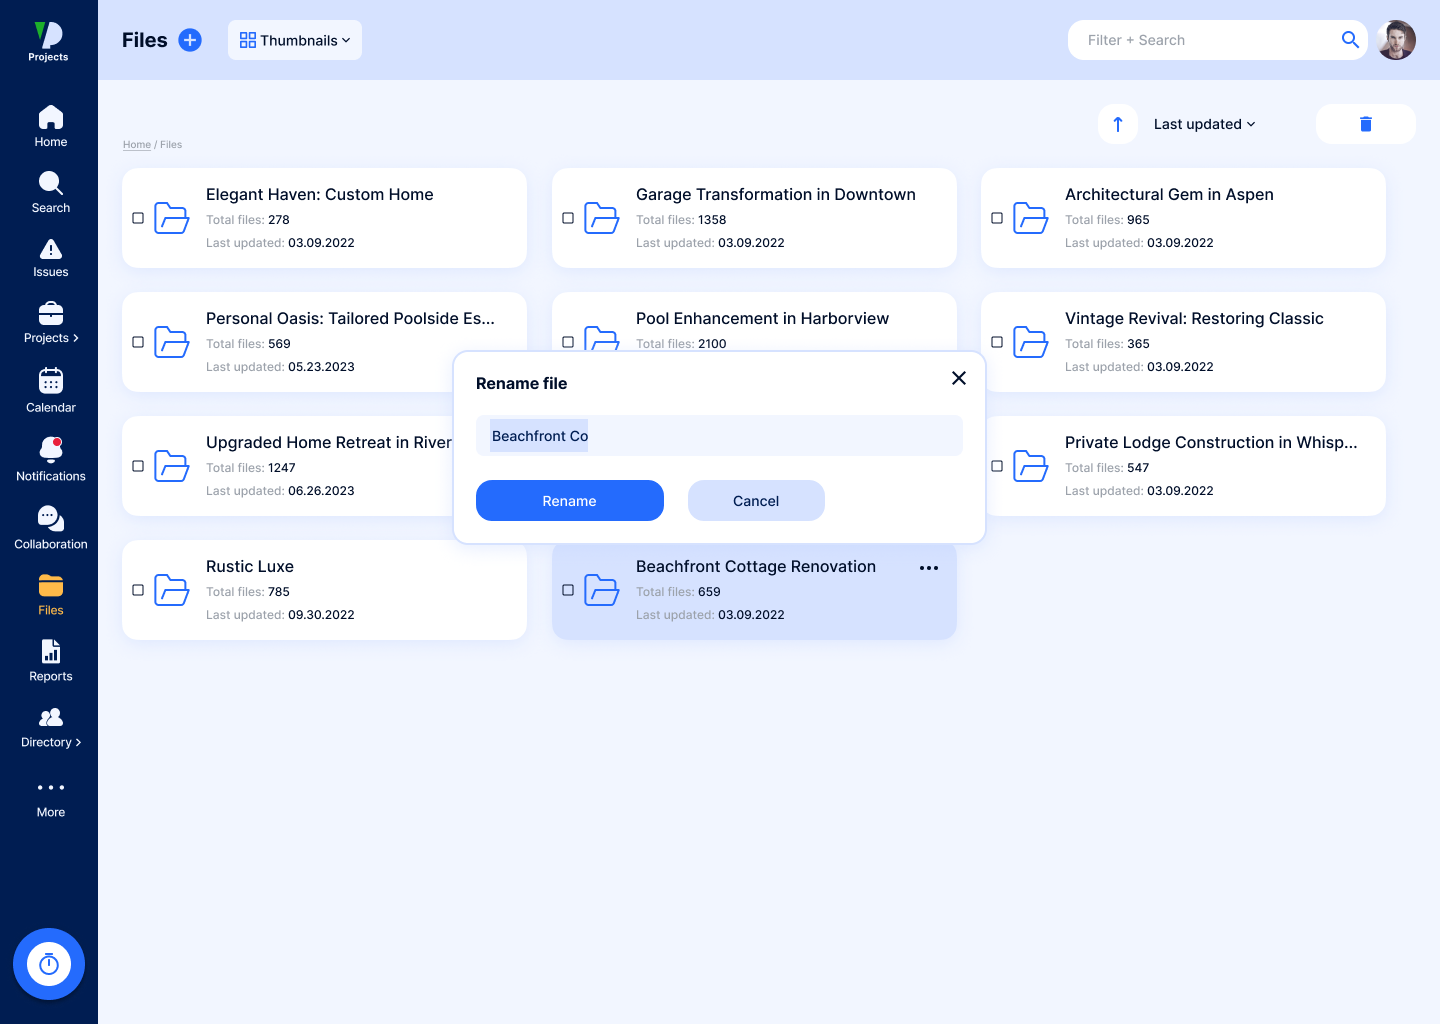 Projects
Home
Search
Issues
Projects
Calendar
Notifications
Collaboration
Files
Reports
Directory
More
Files
Thumbnails
Filter + Search
Last updated
Home / Files
Elegant Haven: Custom Home
Total files: 278
Last updated: 03.09.2022
Garage Transformation in Downtown
Total files: 1358
Last updated: 03.09.2022
Architectural Gem in Aspen
Total files: 965
Last updated: 03.09.2022
Personal Oasis: Tailored Poolside Es...
Total files: 569
Last updated: 05.23.2023
Pool Enhancement in Harborview
Total files: 2100
Vintage Revival: Restoring Classic
Total files: 365
Last updated: 03.09.2022
Upgraded Home Retreat in River
Total files: 1247
Last updated: 06.26.2023
Private Lodge Construction in Whisp...
Total files: 547
Last updated: 03.09.2022
Rename file
Beachfront Co
Rename
Cancel
Rustic Luxe
Total files: 785
Last updated: 09.30.2022
Beachfront Cottage Renovation
Total files: 659
Last updated: 03.09.2022